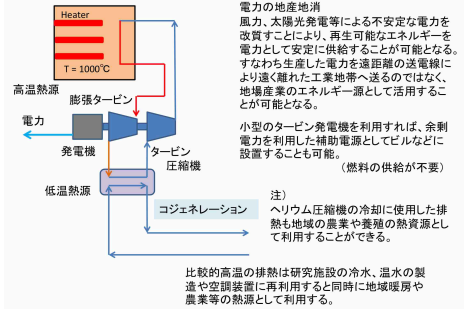 Heater
T = 1000℃
高温熱源
膨張タービン
電力
発電機
タービン
圧縮機
低温熱源
コジェネレーション
電力の地産地消
風力、太陽光発電等による不安定な電力を
改質すことにより、再生可能なエネルギーを
電力として安定に供給することが可能となる。
すなわち生産した電力を遠距離の送電線に
より遠く離れた工業地帯へ送るのではなく、
地場産業のエネルギー源として活用するこ
とが可能となる。
小型のタービン発電機を利用すれば、余剰
電力を利用した補助電源としてビルなどに
設置することも可能。
（燃料の供給が不要）
注）
ヘリウム圧縮機の冷却に使用した排
熱も地域の農業や養殖の熱資源とし
て利用することができる。
比較的高温の排熱は研究施設の冷水、温水の製
造や空調装置に再利用すると同時に地域暖房や
農業等の熱源として利用する。